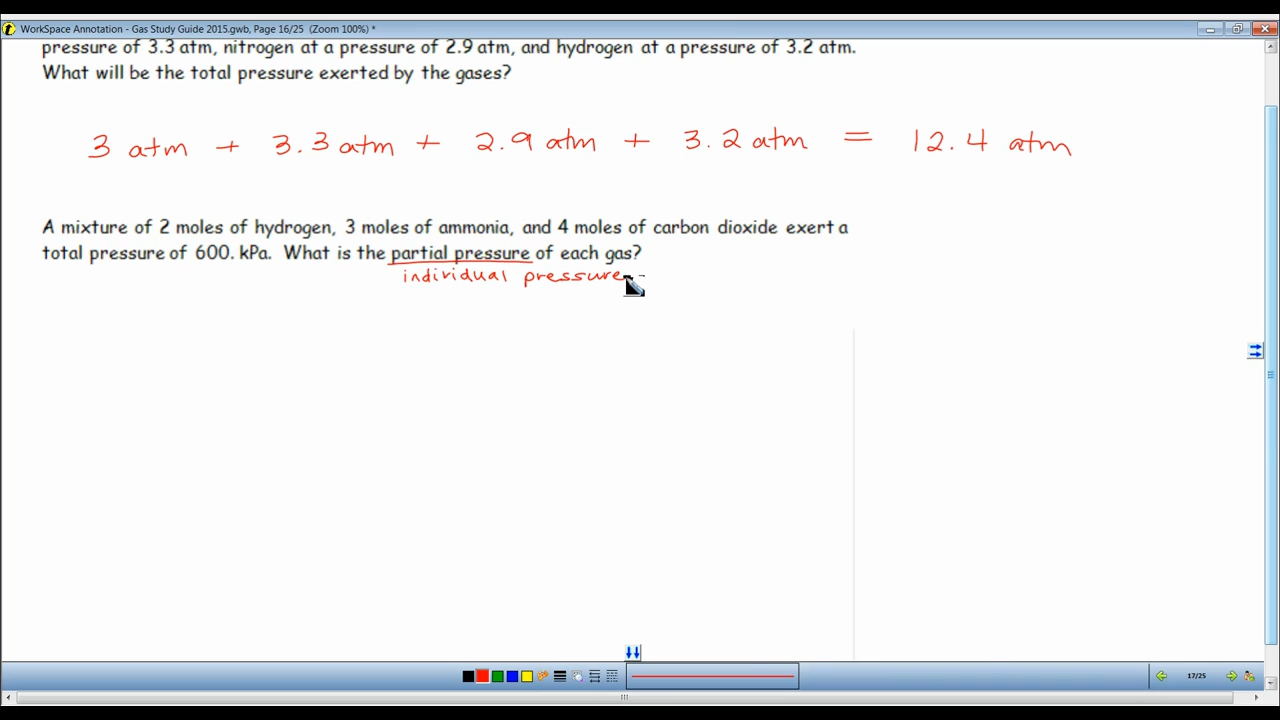 WorkSpace Annotation - Gas Study Guide 2015.gwb, Page 16/25 (Zoom 100%) *
pressure of 3.3 atm, nitrogen at a pressure of 2.9 atm, and hydrogen at a pressure of 3.2 atm.
What will be the total pressure exerted by the gases?
3 atm + 3.3 atm + 2.9 atm + 3.2 atm = 12.4 atm
A mixture of 2 moles of hydrogen, 3 moles of ammonia, and 4 moles of carbon dioxide exert a
total pressure of 600. kPa. What is the partial pressure of each gas?
individual pressure
17/25